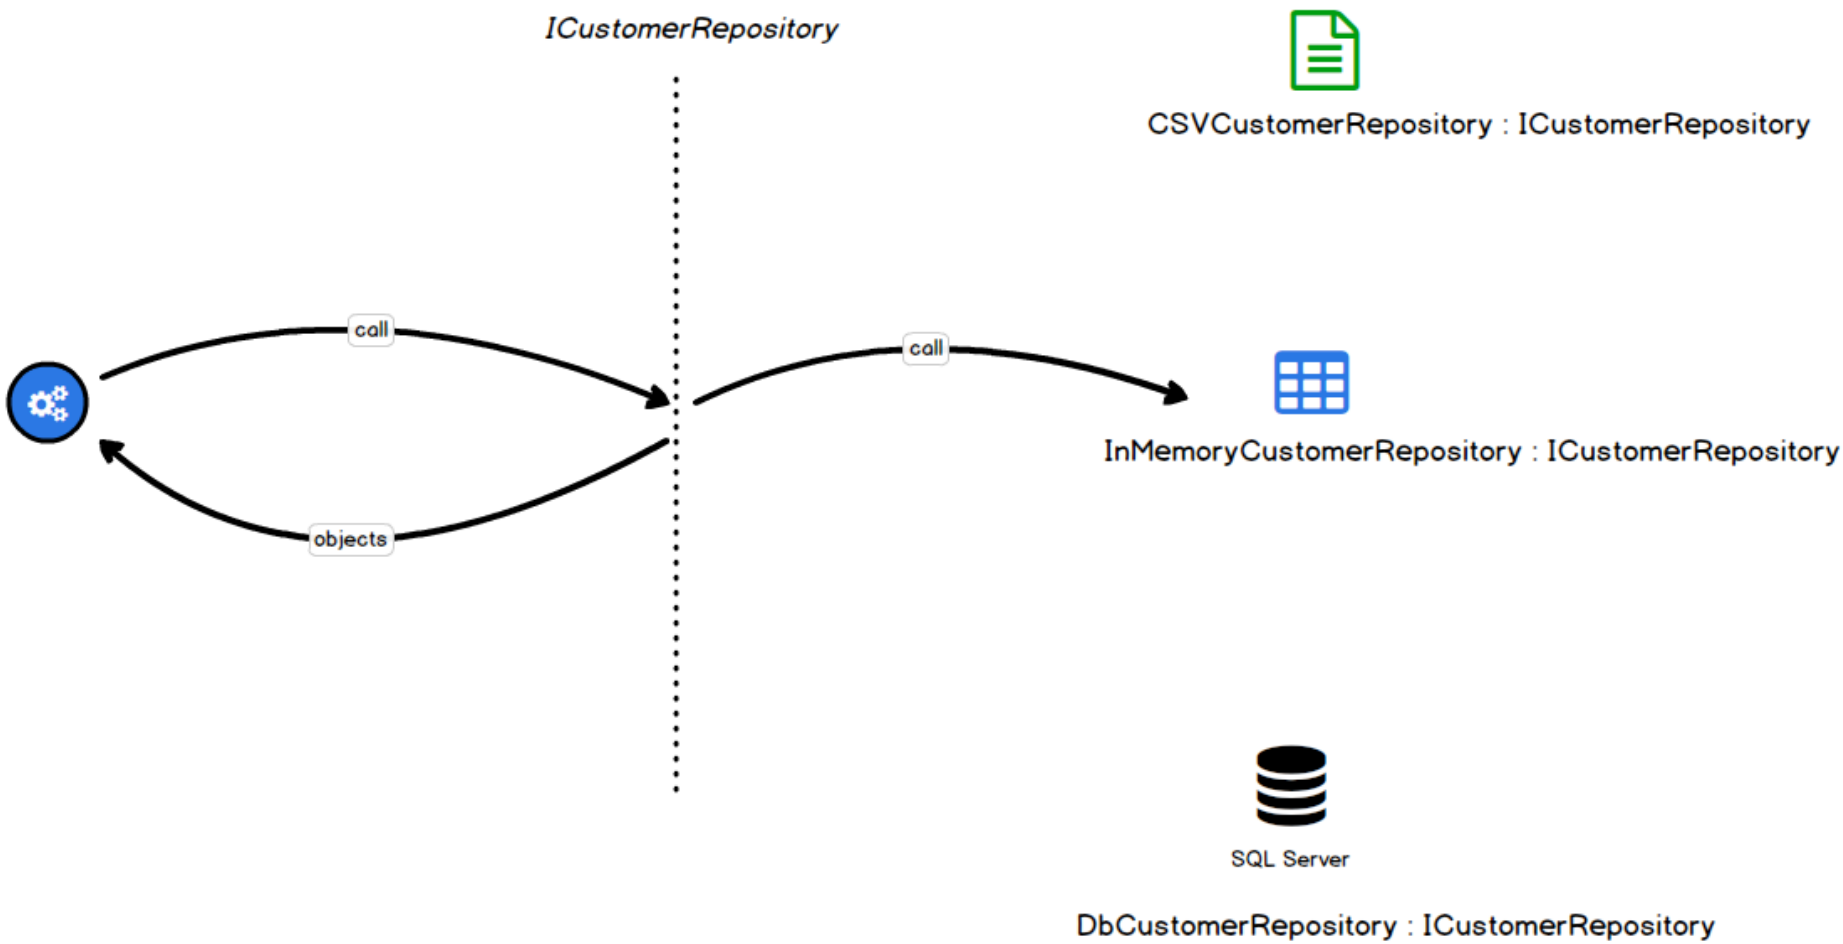 ICustomerRepository
CSVCustomerRepository : ICustomerRepository
call
call
InMemoryCustomerRepository : ICustomerRepository
objects
SQL Server
DbCustomerRepository : ICustomerRepository